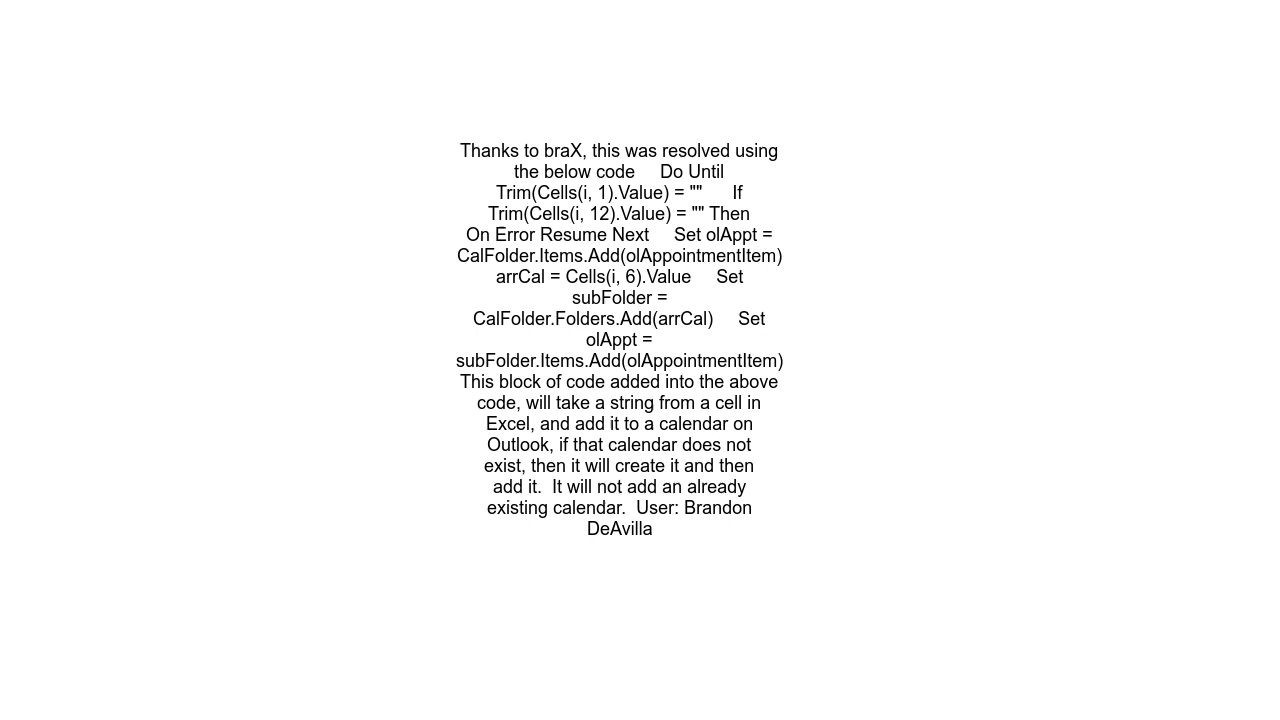 Thanks to braX, this was resolved using
the below code     Do Until
Trim(Cells(i, 1).Value) = ""      If
Trim(Cells(i, 12).Value) = "" Then
On Error Resume Next     Set olAppt =
CalFolder.Items.Add(olAppointmentItem)
arrCal = Cells(i, 6).Value     Set
subFolder =
CalFolder.Folders.Add(arrCal)     Set
olAppt =
subFolder.Items.Add(olAppointmentItem)
This block of code added into the above
code, will take a string from a cell in
Excel, and add it to a calendar on
Outlook, if that calendar does not
exist, then it will create it and then
add it.  It will not add an already
existing calendar.  User: Brandon
DeAvilla